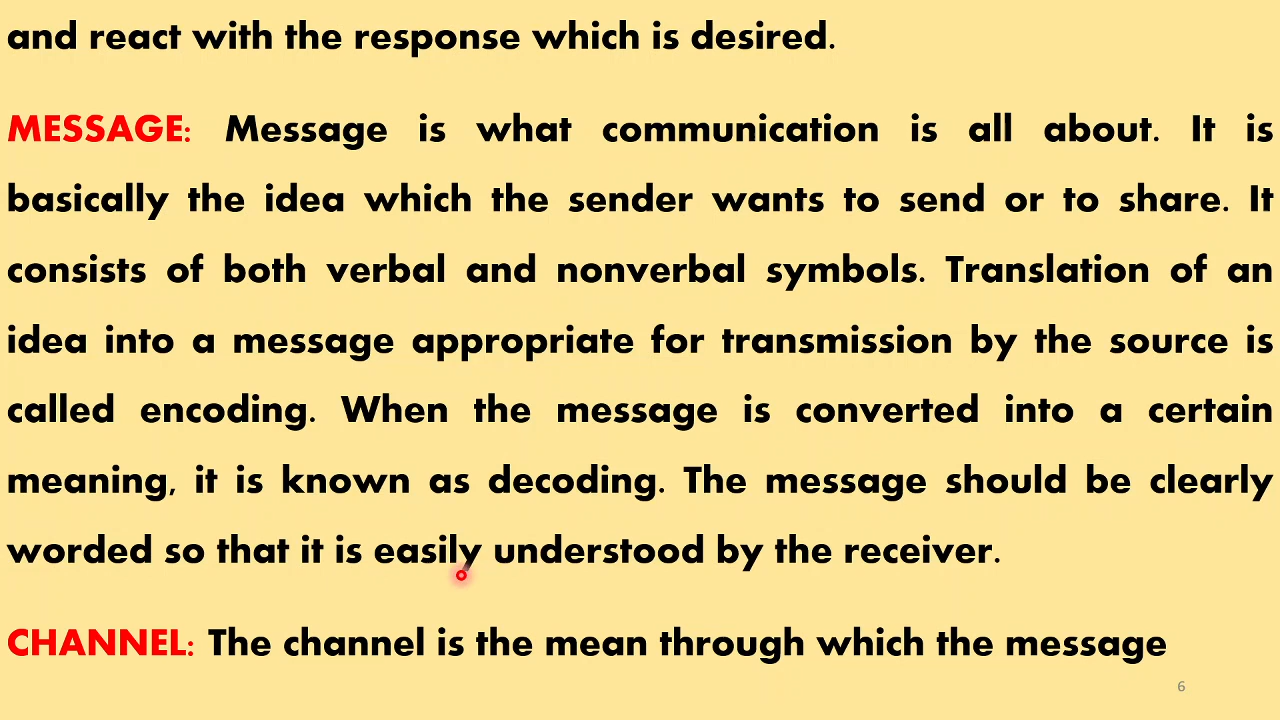 and react with the response which is desired.
MESSAGE: Message is what communication is all about. It is
basically the idea which the sender wants to send or to share. It
consists of both verbal and nonverbal symbols. Translation of an
idea into a message appropriate for transmission by the source is
called encoding. When the message is converted into a certain
meaning, it is known as decoding. The message should be clearly
worded so that it is easily understood by the receiver.
CHANNEL: The channel is the mean through which the message
6